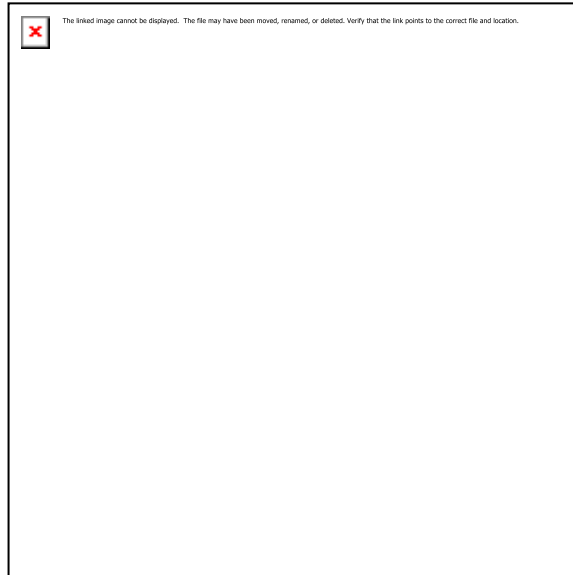 The linked image cannot be displayed. The file may have been moved, renamed, or deleted. Verify that the link points to the correct file and location.